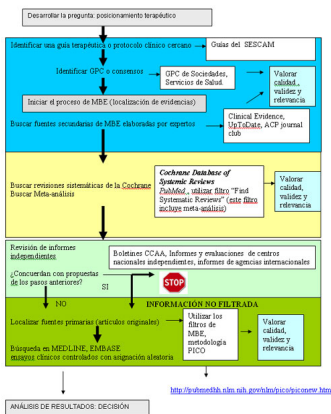 Desarrollar la pregunta: posicionamiento terapéutico
Identificar una guía terapéutica o protocolo clínico cercano
Guías del SESCAM
Identificar GPC o consensos
GPC de Sociedades,
Servicios de Salud.
Valorar
calidad.,
validez y
relevancia
Iniciar el proceso de MBE (localización de evidencias)
Buscar fuentes secundarias de MBE elaboradas por expertos
Clinical Evidence,
UpToDate, ACP journal
club
Buscar revisiones sistemáticas de la Cochrane
Buscar Meta-análisis
Cochrane Database of
Systemic Reviews
PubMed , utilizar filtro "Find
Systematic Reviews" (este filtro
incluye meta-análisis)
Valorar
calidad,
validez y
relevancia
Revisión de informes
independientes
Boletines CCAA, Informes y evaluaciones de centros
nacionales independientes, informes de agencias internacionales
¿Concuerdan con propuestas
de los pasos anteriores?
SI
STOP
NO
INFORMACIÓN NO FILTRADA
Localizar fuentes primarias (artículos originales)
Utilizar los
filtros de
MBE,
metodología
PICO
Valorar
calidad,
validez y
relevancia
Búsqueda en MEDLINE, EMBASE
ensayos clínicos controlados con asignación aleatoria
http://pubmedhh.nlm.nih.gov/nlm/pico/piconew.html
ANÁLISIS DE RESULTADOS: DECISIÓN